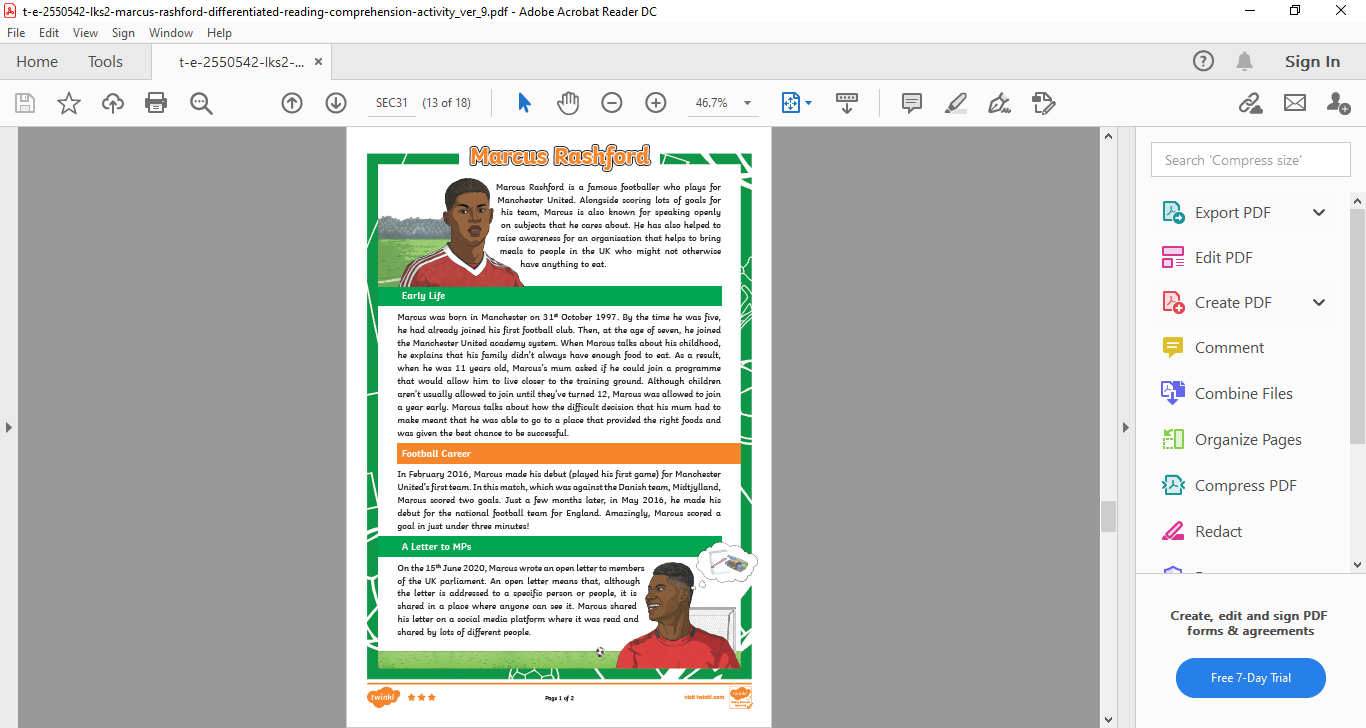 t-e-2550542-lks2-marcus-rashford-differentiated-reading-comprehension-activity_ver_9.pdf - Adobe Acrobat Reader DC
File Edit View Sign Window Help
Home Tools t-e-2550542-lks2-... × Sign In
SEC31 (13 of 18) 46.7%
Marcus Rashford
Marcus Rashford is a famous footballer who plays for
Manchester United. Alongside scoring lots of goals for
his team, Marcus is also known for speaking openly
on subjects that he cares about. He has also helped to
raise awareness for an organisation that helps to bring
meals to people in the UK who might not otherwise
have anything to eat.
Early Life
Marcus was born in Manchester on 31st October 1997. By the time he was five,
he had already joined his first football club. Then, at the age of seven, he joined
the Manchester United academy system. When Marcus talks about his childhood,
he explains that his family didn't always have enough food to eat. As a result,
when he was 11 years old, Marcus's mum asked if he could join a programme
that would allow him to live closer to the training ground. Although children
aren't usually allowed to join until they've turned 12, Marcus was allowed to join
a year early. Marcus talks about how the difficult decision that his mum had to
make meant that he was able to go to a place that provided the right foods and
was given the best chance to be successful.
Football Career
In February 2016, Marcus made his debut (played his first game) for Manchester
United's first team. In this match, which was against the Danish team, Midtjylland,
Marcus scored two goals. Just a few months later, in May 2016, he made his
debut for the national football team for England. Amazingly, Marcus scored a
goal in just under three minutes!
A Letter to MPs
On the 15th June 2020, Marcus wrote an open letter to members
of the UK parliament. An open letter means that, although
the letter is addressed to a specific person or people, it is
shared in a place where anyone can see it. Marcus shared
his letter on a social media platform where it was read and
shared by lots of different people.
twinkl
Page 1 of 2
visit twinkl.com
Search 'Compress size'
Export PDF
Edit PDF
Create PDF
Comment
Combine Files
Organize Pages
Compress PDF
Redact
Create, edit and sign PDF
forms & agreements
Free 7-Day Trial